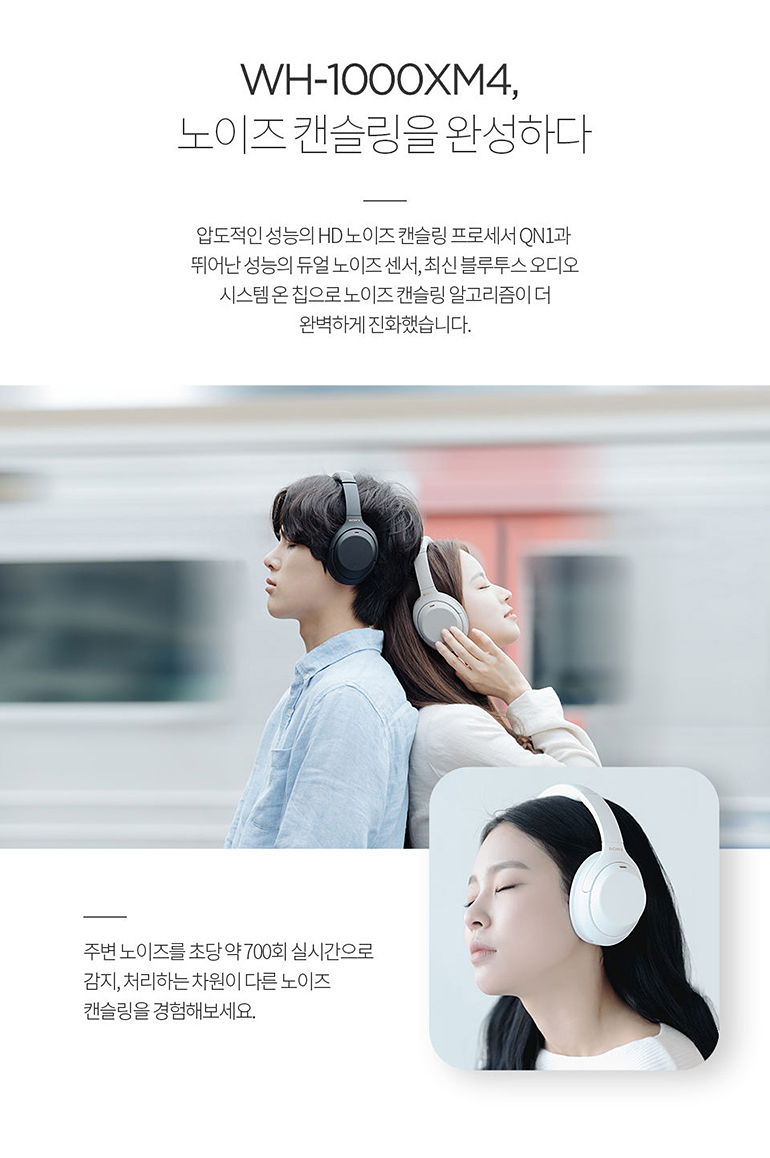 WH-1000XM4,
노이즈 캔슬링을 완성하다
압도적인 성능의 HD 노이즈 캔슬링 프로세서 QN1과
뛰어난 성능의 듀얼 노이즈 센서, 최신 블루투스 오디오
시스템 온 칩으로 노이즈 캔슬링 알고리즘이 더
완벽하게 진화했습니다.
SONY
SONY
주변 노이즈를 초당 약 700회 실시간으로
감지, 처리하는 차원이 다른 노이즈
캔슬링을 경험해보세요.